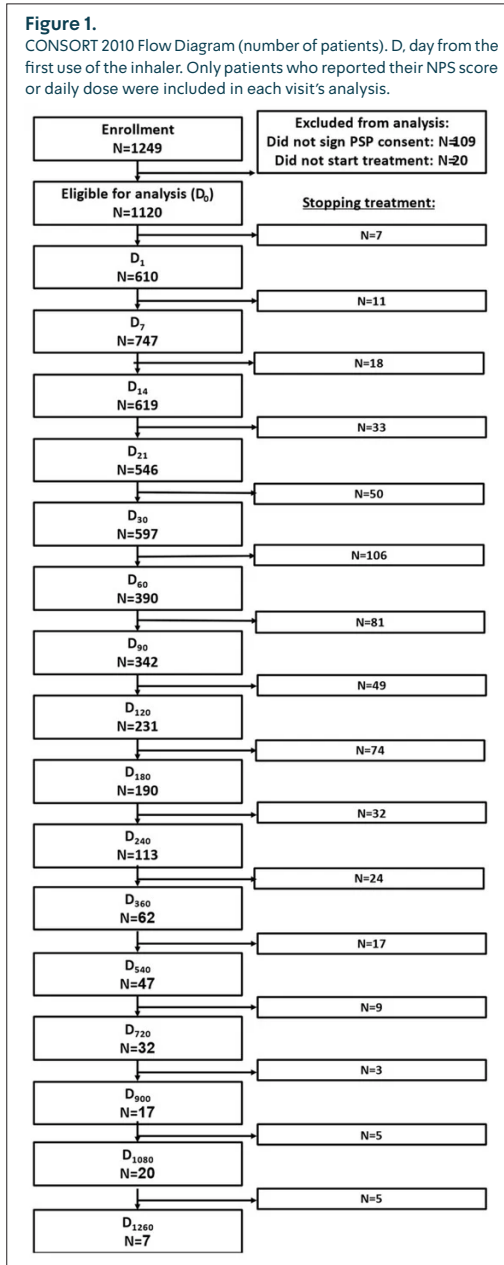 Figure 1.
CONSORT 2010 Flow Diagram (number of patients). D, day from the
first use of the inhaler. Only patients who reported their NPS score
or daily dose were included in each visit's analysis.
Enrollment
N=1249
Excluded from analysis:
Did not sign PSP consent: N=109
Did not start treatment: N=20
Eligible for analysis (D₀)
N=1120
Stopping treatment:
N=7
D₁
N=610
N=11
D₇
N=747
N=18
D₁₄
N=619
N=33
D₂₁
N=546
N=50
D₃₀
N=597
N=106
D₆₀
N=390
N=81
D₉₀
N=342
N=49
D₁₂₀
N=231
N=74
D₁₈₀
N=190
N=32
D₂₄₀
N=113
N=24
D₃₆₀
N=62
N=17
D₅₄₀
N=47
N=9
D₇₂₀
N=32
N=3
D₉₀₀
N=17
N=5
D₁₀₈₀
N=20
N=5
D₁₂₆₀
N=7